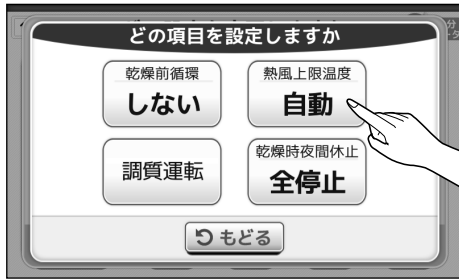 どの項目を設定しますか
乾燥前循環
しない
熱風上限温度
自動
調質運転
乾燥時夜間休止
全停止
もどる
分